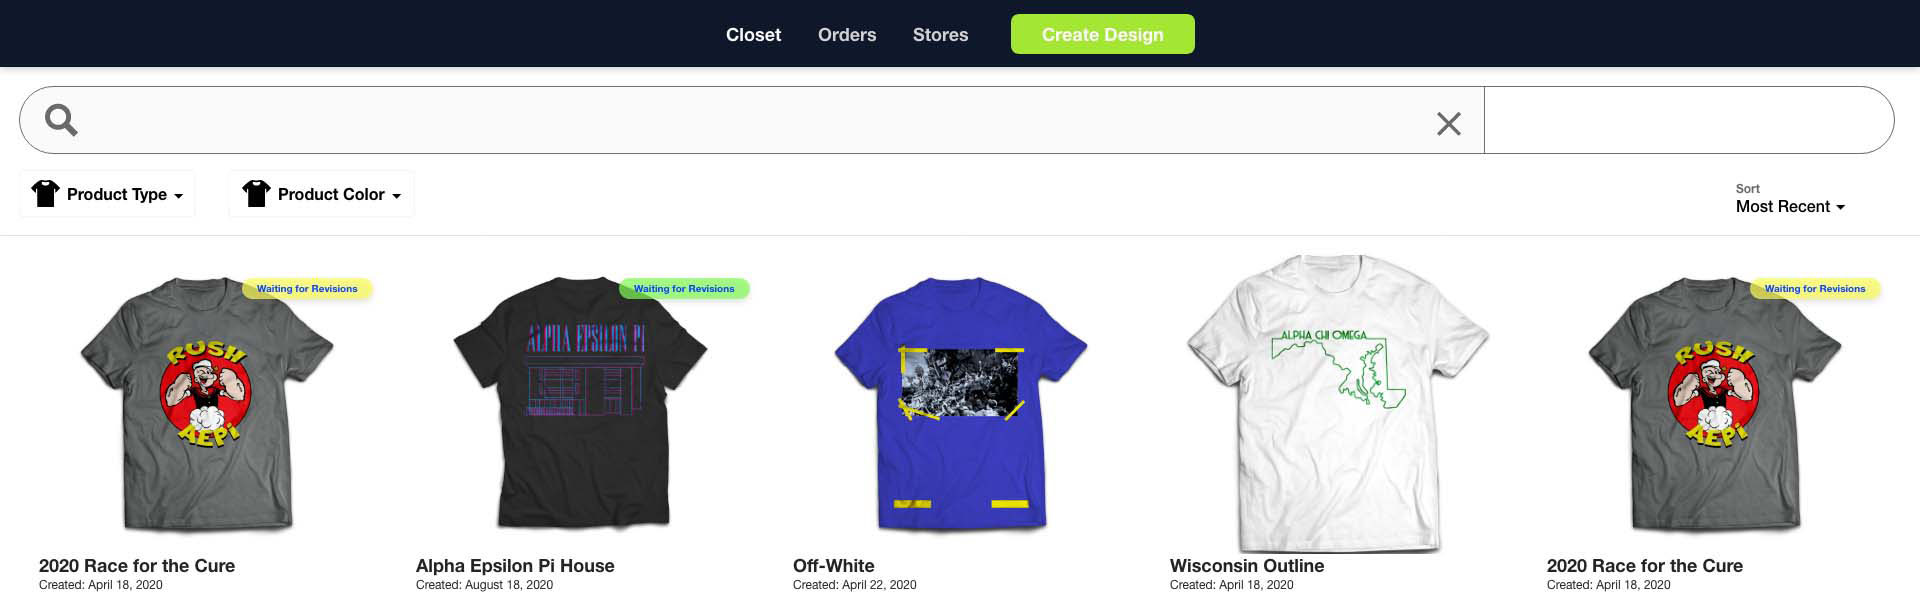 Closet Orders Stores Create Design
Product Type
Product Color
Sort
Most Recent
Waiting for Revisions
Waiting for Revisions
Waiting for Revisions
RUSH
AEPi
ALPHA EPSILON PI
ALPHA CHI OMEGA
RUSH
AEPi
2020 Race for the Cure
Created: April 18, 2020
Alpha Epsilon Pi House
Created: August 18, 2020
Off-White
Created: April 22, 2020
Wisconsin Outline
Created: April 18, 2020
2020 Race for the Cure
Created: April 18, 2020